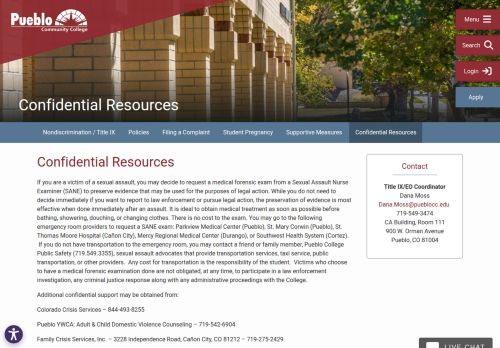 Pueblo
Community College
Menu
Search
Login
Apply
Confidential Resources
Nondiscrimination / Title IX
Policies
Filing a Complaint
Student Pregnancy
Supportive Measures
Confidential Resources
Confidential Resources
If you are a victim of a sexual assault, you may decide to request a medical forensic exam from a Sexual Assault Nurse
Examiner (SANE) to preserve evidence that may be used for the purposes of legal action. While you do not need to
decide immediately if you want to report to law enforcement or pursue legal action, the preservation of evidence is most
effective when done immediately after an assault. It is ideal to obtain medical treatment as soon as possible before
bathing, showering, douching, or changing clothes. There is no cost to the exam. You may go to the following
emergency room providers to request a SANE exam: Parkview Medical Center (Pueblo), St. Mary Corwin (Pueblo), St.
Thomas Moore Hospital (Cañon City), Mercy Regional Medical Center (Durango), or Southwest Health System (Cortez).
If you do not have transportation to the emergency room, you may contact a friend or family member, Pueblo College
Public Safety (719.549.3355), sexual assault advocates that provide transportation services, taxi service, public
transportation, or other providers. Any cost for transportation is the responsibility of the student. Victims who choose
to have a medical forensic examination done are not obligated, at any time, to participate in a law enforcement
investigation, any criminal justice response along with any administrative proceedings with the College.
Additional confidential support may be obtained from:
Colorado Crisis Services – 844-493-8255
Pueblo YWCA: Adult & Child Domestic Violence Counseling – 719-542-6904
Family Crisis Services, Inc. – 3228 Independence Road, Cañon City, CO 81212 – 719-275-2429
Contact
Title IX/EO Coordinator
Dana Moss
Dana.Moss@pueblocc.edu
719-549-3474
CA Building, Room 111
900 W. Orman Avenue
Pueblo, CO 81004
LIVE CHAT